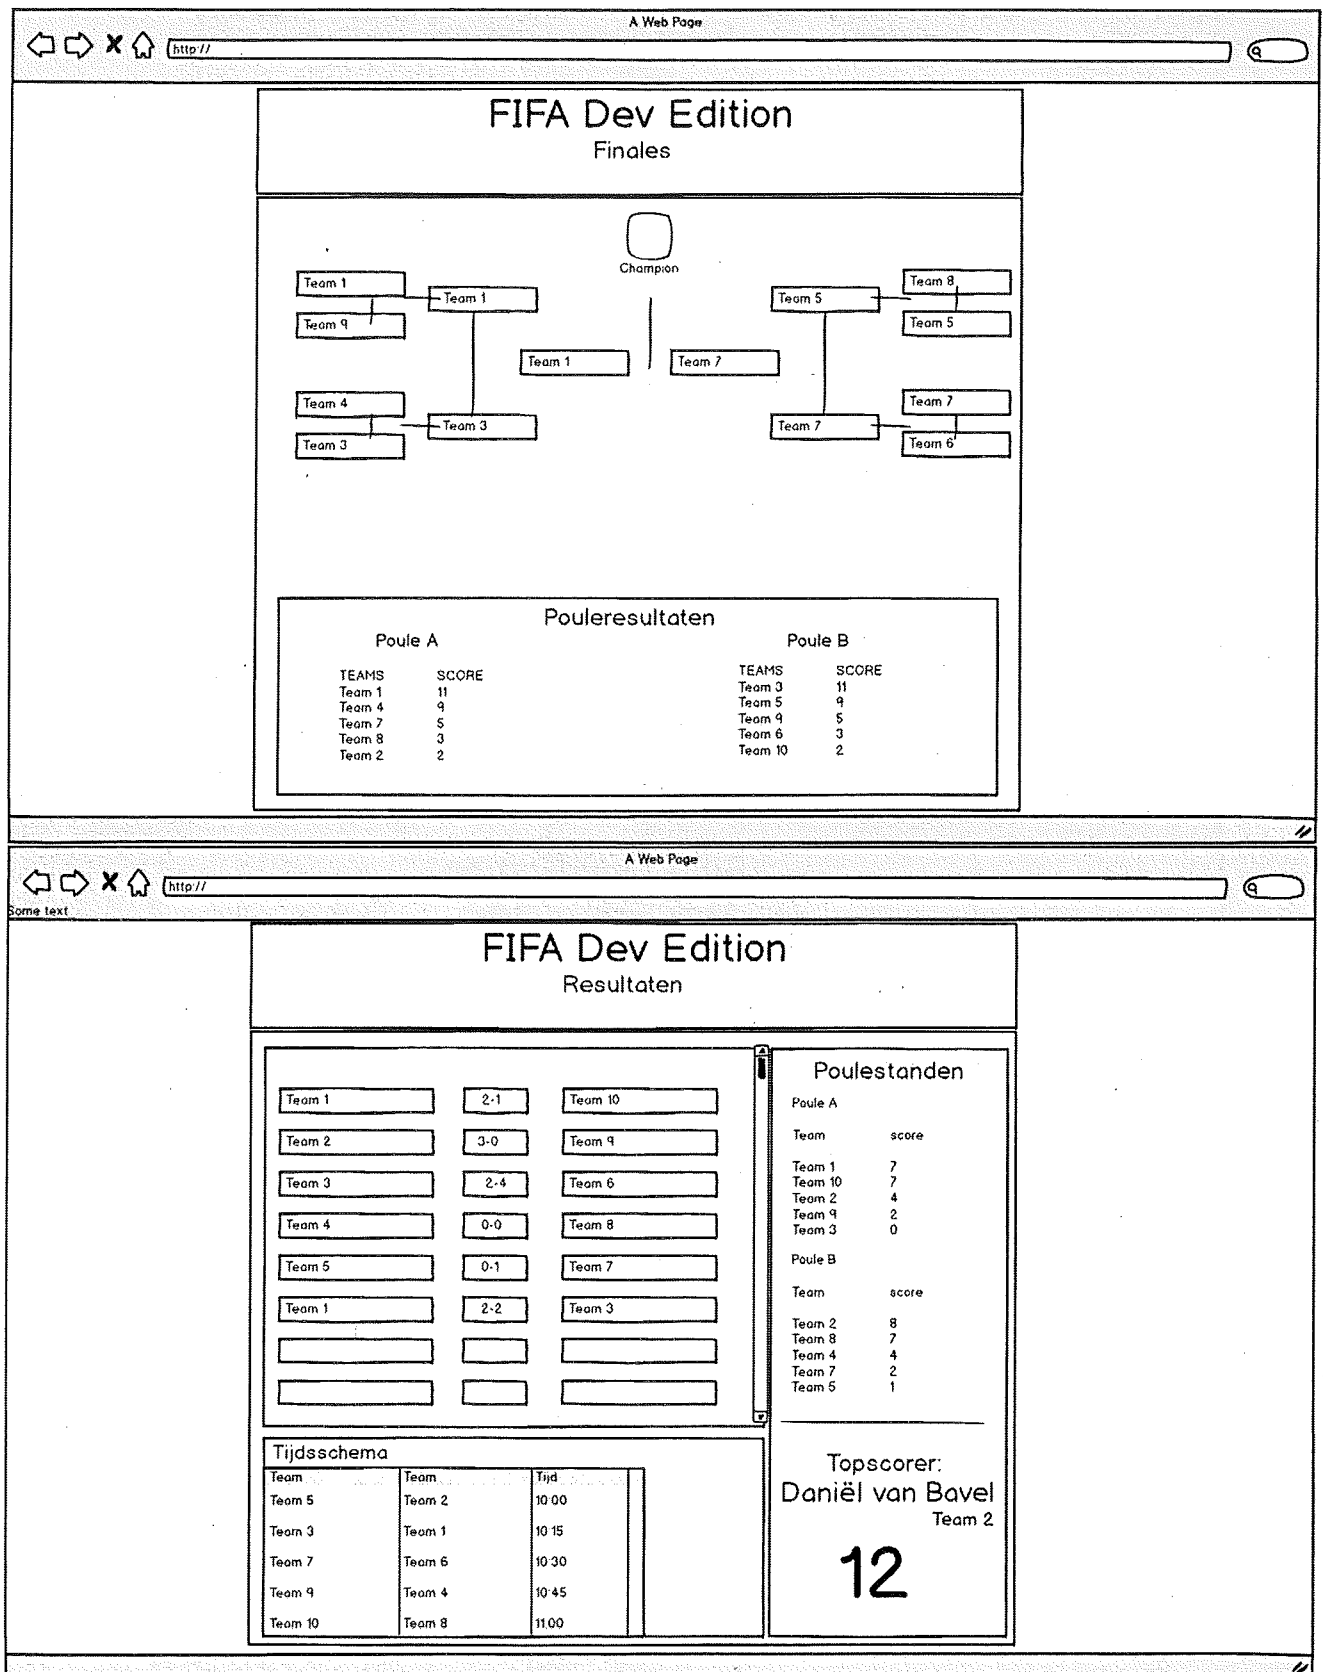 A Web Page
http://
FIFA Dev Edition
Finales
Champion
Team 1
Team 9
Team 1
Team 4
Team 3
Team 3
Team 1
Team 7
Team 5
Team 8
Team 5
Team 7
Team 7
Team 6
Pouleresultaten
Poule A
TEAMS SCORE
Team 1 11
Team 4 9
Team 7 5
Team 8 3
Team 2 2
Poule B
TEAMS SCORE
Team 3 11
Team 5 9
Team 9 5
Team 6 3
Team 10 2
A Web Page
http://
Some text
FIFA Dev Edition
Resultaten
Team 1 2-1 Team 10
Team 2 3-0 Team 9
Team 3 2-4 Team 6
Team 4 0-0 Team 8
Team 5 0-1 Team 7
Team 1 2-2 Team 3
Tijdsschema
Team Team Tijd
Team 5 Team 2 10:00
Team 3 Team 1 10:15
Team 7 Team 6 10:30
Team 9 Team 4 10:45
Team 10 Team 8 11:00
Poulestanden
Poule A
Team score
Team 1 7
Team 10 7
Team 2 4
Team 9 2
Team 3 0
Poule B
Team score
Team 2 8
Team 8 7
Team 4 4
Team 7 2
Team 5 1
Topscorer:
Daniël van Bavel
Team 2
12